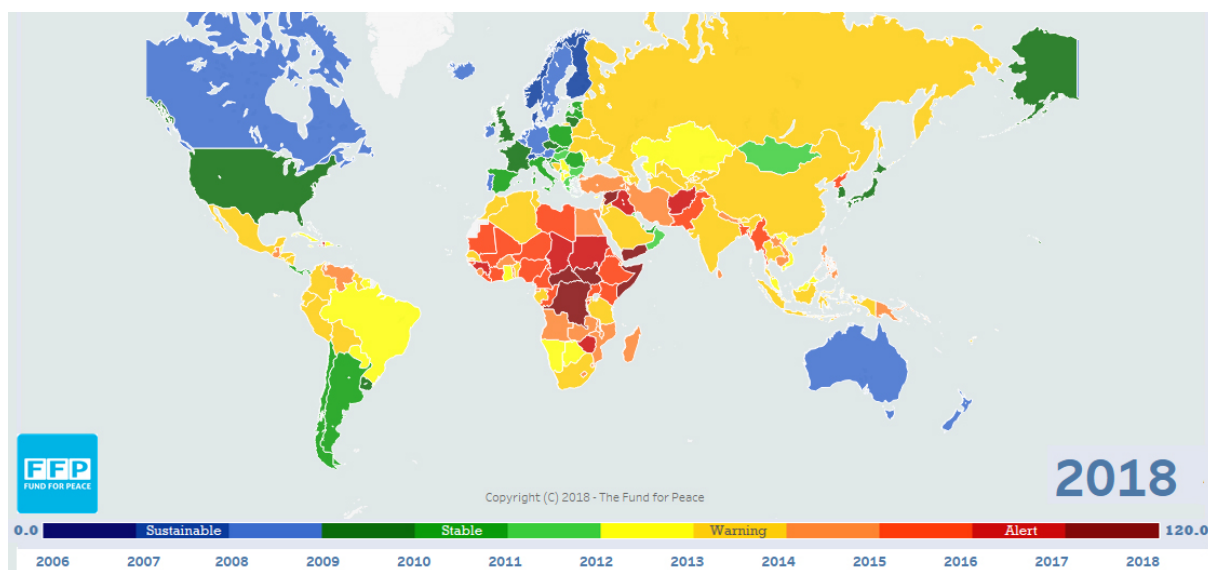 FFP
FUND FOR PEACE
Copyright (C) 2018 - The Fund for Peace
2018
0.0 Sustainable Stable Warning Alert 120.0
2006 2007 2008 2009 2010 2011 2012 2013 2014 2015 2016 2017 2018